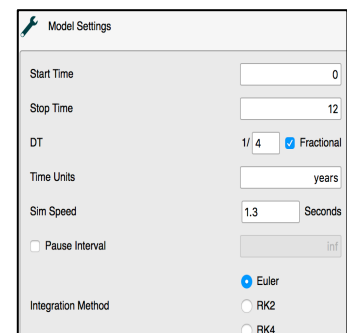 Model Settings
Start Time 0
Stop Time 12
DT 1/ 4 Fractional
Time Units years
Sim Speed 1.3 Seconds
Pause Interval inf
Euler
Integration Method RK2
RK4